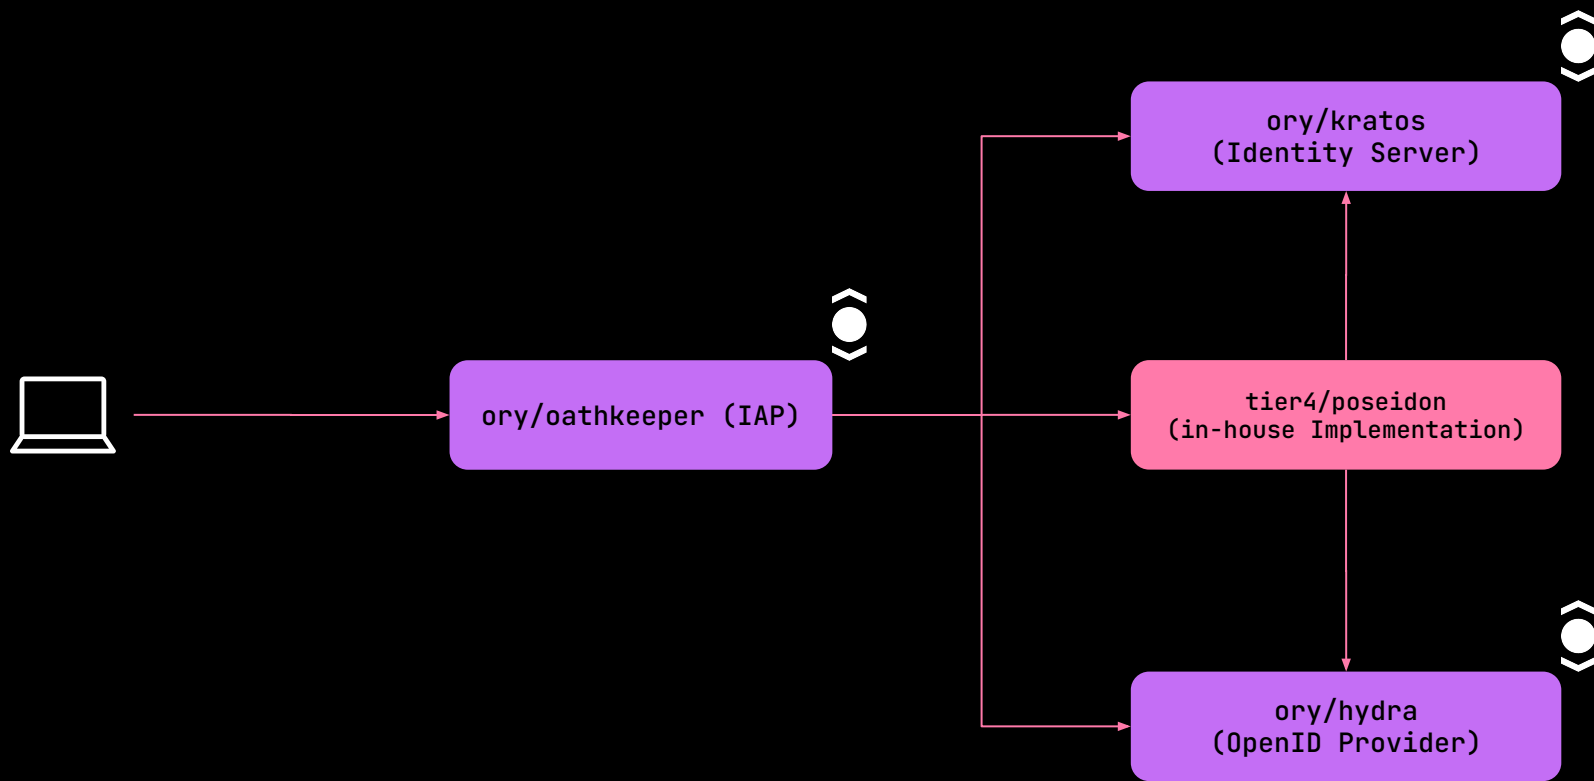 ory/kratos
(Identity Server)
ory/oathkeeper (IAP)
tier4/poseidon
(in-house Implementation)
ory/hydra
(OpenID Provider)